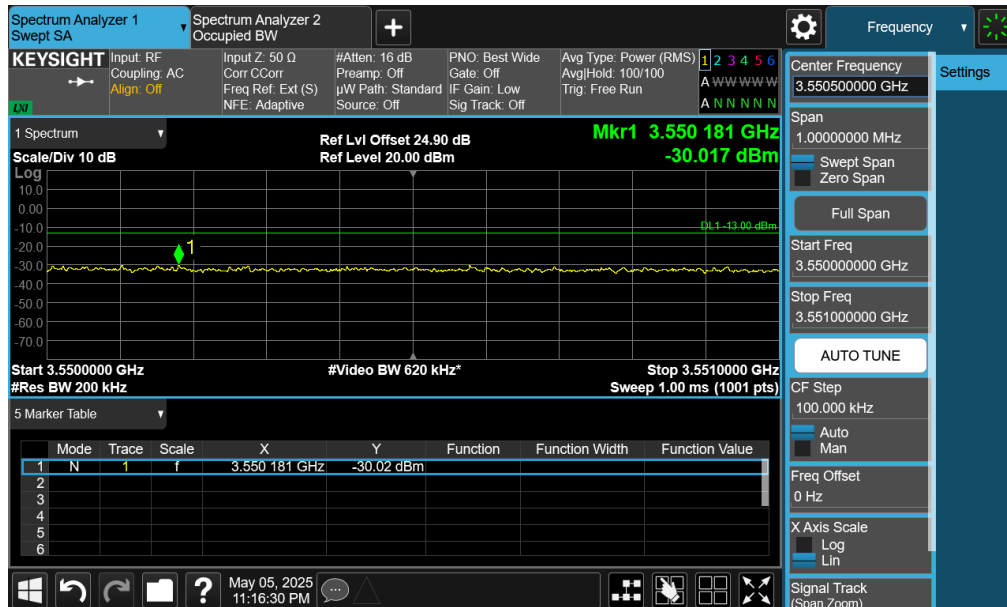 Spectrum Analyzer 1
Swept SA
Spectrum Analyzer 2
Occupied BW
Frequency
KEYSIGHT
LXI
Input: RF
Coupling: AC
Align: Off
Input Z: 50 Ω
Corr CCorr
Freq Ref: Ext (S)
NFE: Adaptive
#Atten: 16 dB
Preamp: Off
µW Path: Standard
Source: Off
PNO: Best Wide
Gate: Off
IF Gain: Low
Sig Track: Off
Avg Type: Power (RMS)
Avg|Hold: 100/100
Trig: Free Run
1 2 3 4 5 6
A W W W W W
A N N N N N
1 Spectrum
Scale/Div 10 dB
Ref Lvl Offset 24.90 dB
Ref Level 20.00 dBm
Mkr1 3.550 181 GHz
-30.017 dBm
Log
10.0
0.00
-10.0
-20.0
-30.0
-40.0
-50.0
-60.0
-70.0
DL1 -13.00 dBm
1
Start 3.55000 GHz
#Res BW 200 kHz
#Video BW 620 kHz*
Stop 3.5510000 GHz
Sweep 1.00 ms (1001 pts)
5 Marker Table
Mode Trace Scale X Y Function Function Width Function Value
1 N 1 f 3.550 181 GHz -30.02 dBm
2
3
4
5
6
May 05, 2025
11:16:30 PM
Center Frequency
3.550500000 GHz
Settings
Span
1.00000000 MHz
Swept Span
Zero Span
Full Span
Start Freq
3.550000000 GHz
Stop Freq
3.551000000 GHz
AUTO TUNE
CF Step
100.000 kHz
Auto
Man
Freq Offset
0 Hz
X Axis Scale
Log
Lin
Signal Track
(Span Zoom)